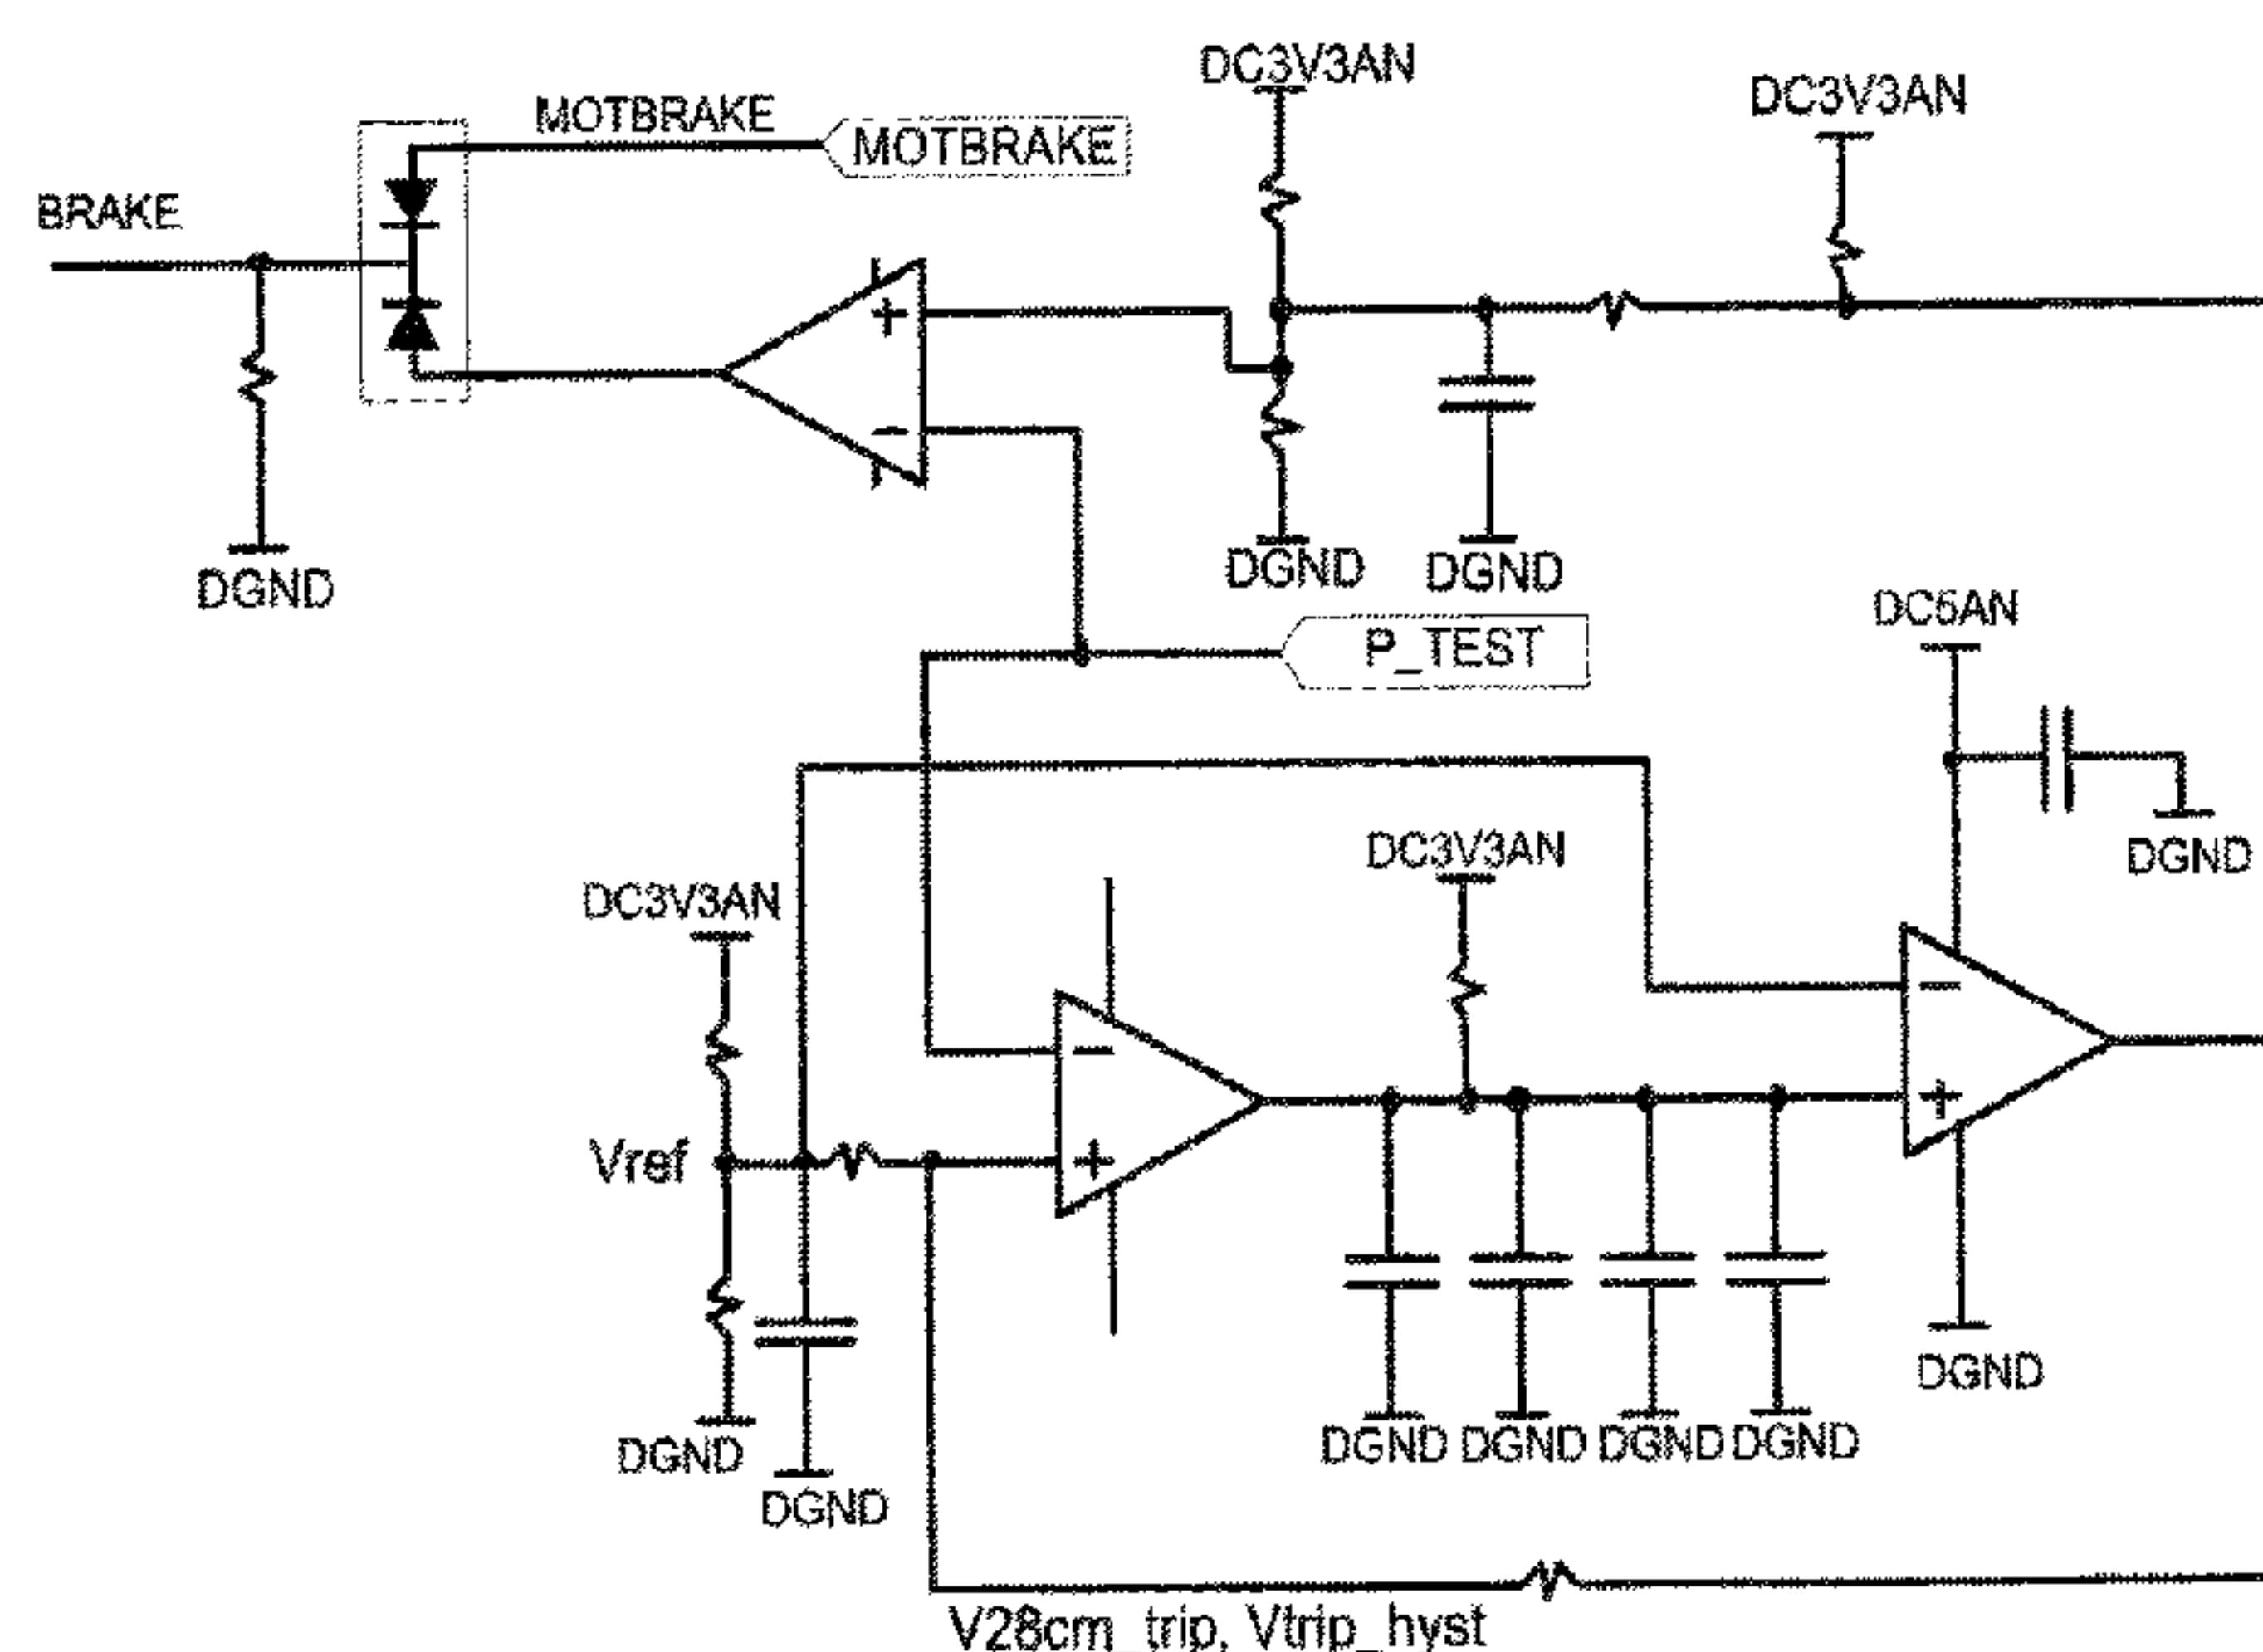 DC3V3AN
DC3V3AN
MOTBRAKE
MOTBRAKE
BRAKE
+
−
DGND
DGND
DGND
DC5AN
P_TEST
DGND
DC3V3AN
DC3V3AN
−
−
+
Vref
+
DGND
DGND
DGND
DGND
DGND
DGND
DGND
V28cm_trip, Vtrip_hyst